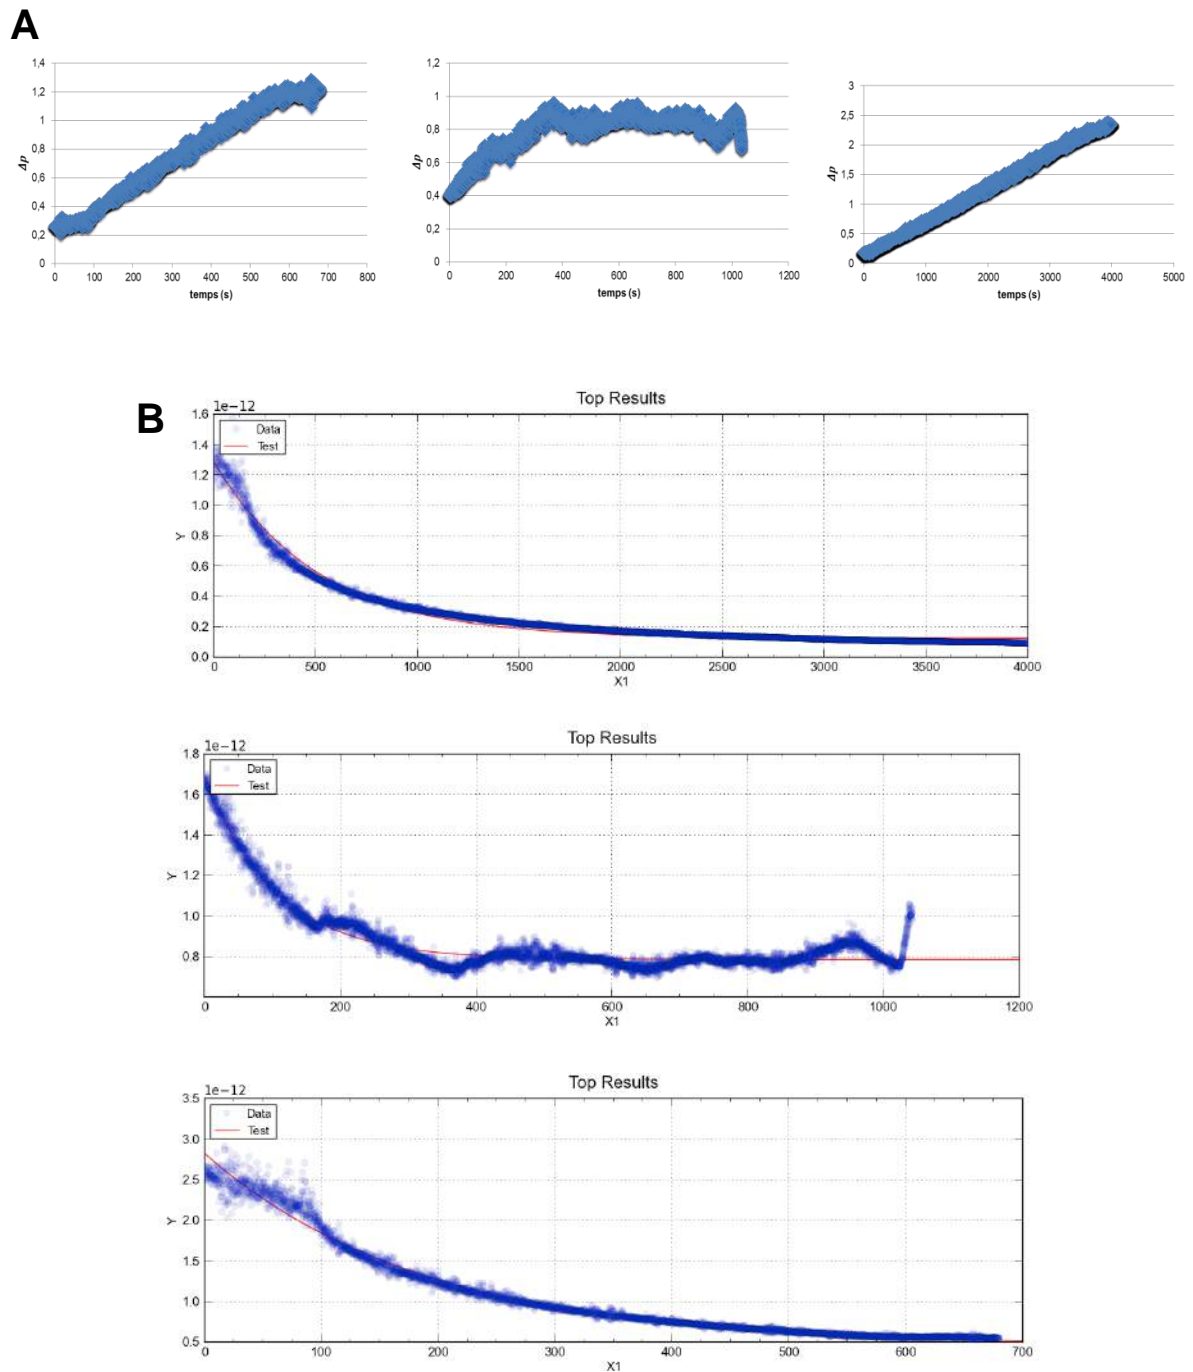 A
1,4
1,2
1
0,8
0,6
0,4
0,2
0
Δp
0 100 200 300 400 500 600 700 800
temps (s)
1,2
1
0,8
0,6
0,4
0,2
0
Δp
0 200 400 600 800 1000 1200
temps (s)
3
2,5
2
1,5
1
0,5
0
Δp
0 1000 2000 3000 4000 5000
temps (s)
B
Top Results
1e−12
Data
Test
1.6
1.4
1.2
1.0
0.8
0.6
0.4
0.2
0.0
Y
0 500 1000 1500 2000 2500 3000 3500 4000
X1
Top Results
1e−12
Data
Test
1.8
1.6
1.4
1.2
1.0
0.8
Y
0 200 400 600 800 1000 1200
X1
Top Results
1e−12
Data
Test
3.5
3.0
2.5
2.0
1.5
1.0
0.5
Y
0 100 200 300 400 500 600 700
X1